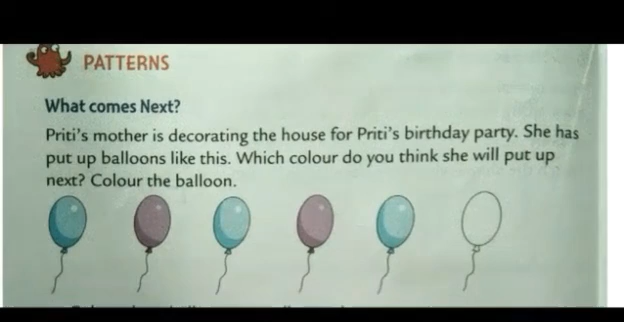 PATTERNS
What comes Next?
Priti's mother is decorating the house for Priti's birthday party. She has
put up balloons like this. Which colour do you think she will put up
next? Colour the balloon.